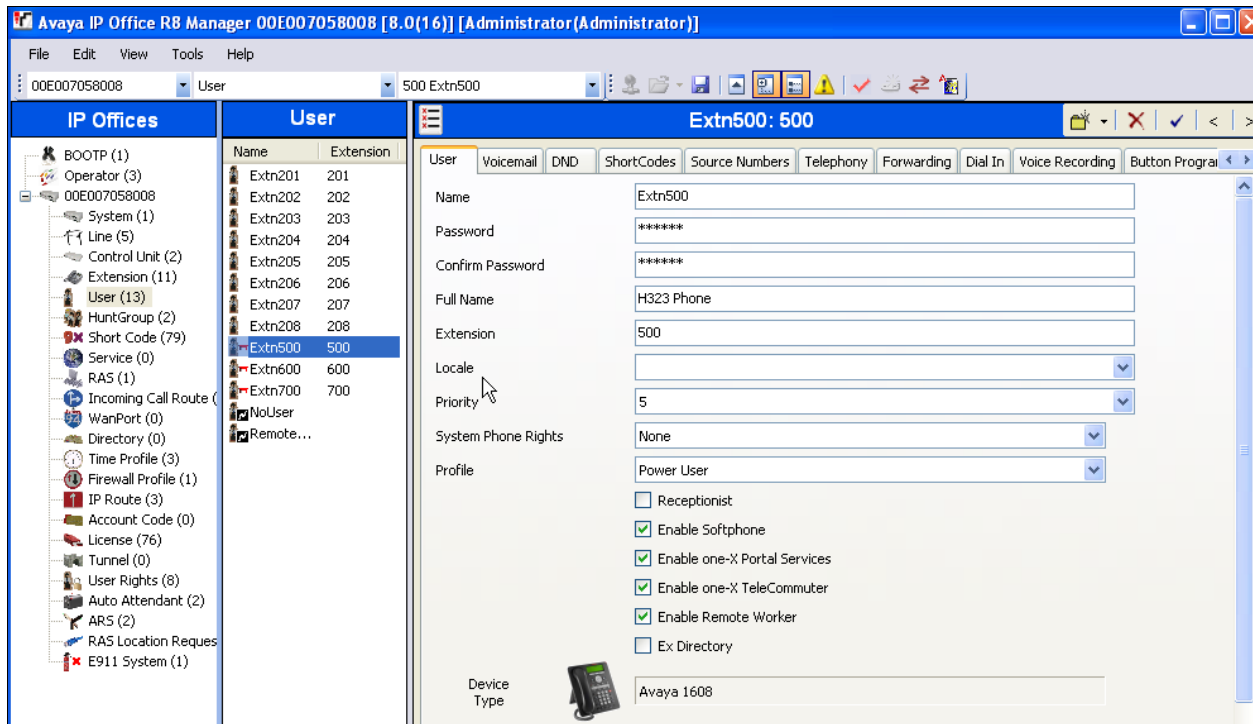 Avaya IP Office R8 Manager 00E007058008 [8.0(16)] [Administrator(Administrator)]
File Edit View Tools Help
00E007058008 User 500 Extn500
IP Offices
BOOTP (1)
Operator (3)
00E007058008
System (1)
Line (5)
Control Unit (2)
Extension (11)
User (13)
HuntGroup (2)
Short Code (79)
Service (0)
RAS (1)
Incoming Call Route (
WanPort (0)
Directory (0)
Time Profile (3)
Firewall Profile (1)
IP Route (3)
Account Code (0)
License (76)
Tunnel (0)
User Rights (8)
Auto Attendant (2)
ARS (2)
RAS Location Reques
E911 System (1)
User
Name Extension
Extn201 201
Extn202 202
Extn203 203
Extn204 204
Extn205 205
Extn206 206
Extn207 207
Extn208 208
Extn500 500
Extn600 600
Extn700 700
NoUser
Remote...
Extn500: 500
User Voicemail DND ShortCodes Source Numbers Telephony Forwarding Dial In Voice Recording Button Program
Name Extn500
Password ******
Confirm Password ******
Full Name H323 Phone
Extension 500
Locale
Priority 5
System Phone Rights None
Profile Power User
Receptionist
Enable Softphone
Enable one-X Portal Services
Enable one-X TeleCommuter
Enable Remote Worker
Ex Directory
Device Type Avaya 1608